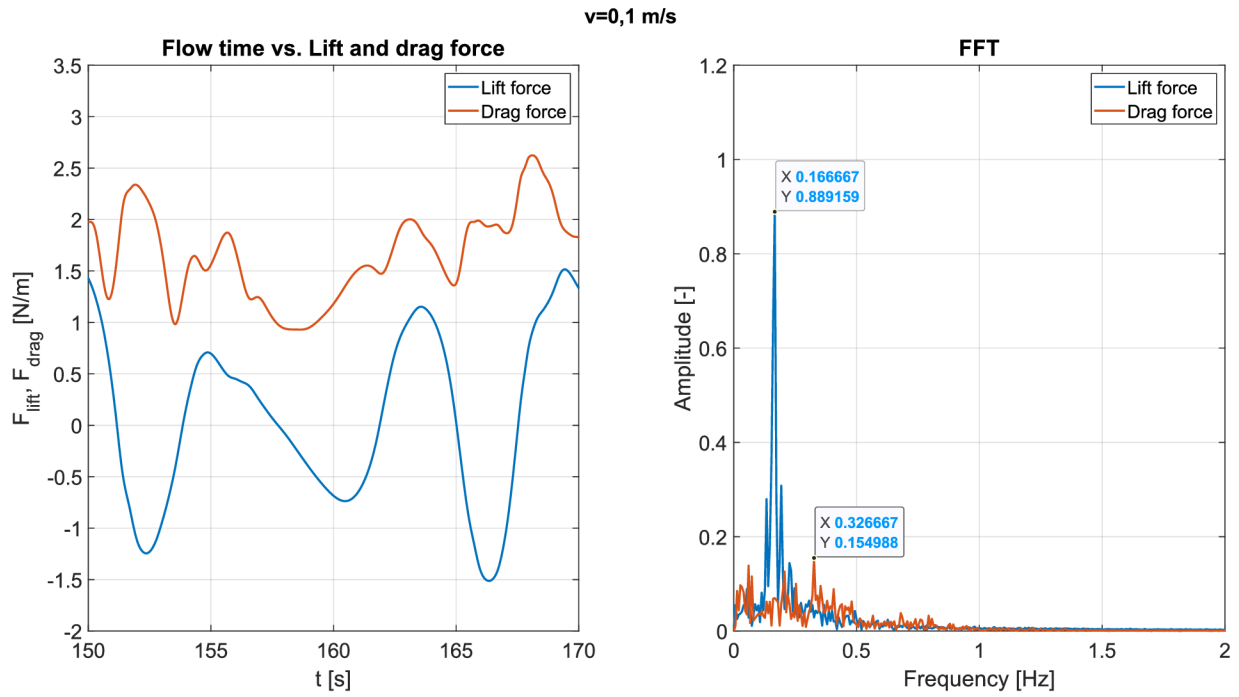 v=0,1 m/s
Flow time vs. Lift and drag force
3.5
3
2.5
2
1.5
1
0.5
0
-0.5
-1
-1.5
-2
150
155
160
165
170
t [s]
F_lift, F_drag [N/m]
Lift force
Drag force
FFT
1.2
1
0.8
0.6
0.4
0.2
0
0
0.5
1
1.5
2
Frequency [Hz]
Amplitude [-]
Lift force
Drag force
X 0.166667
Y 0.889159
X 0.326667
Y 0.154988